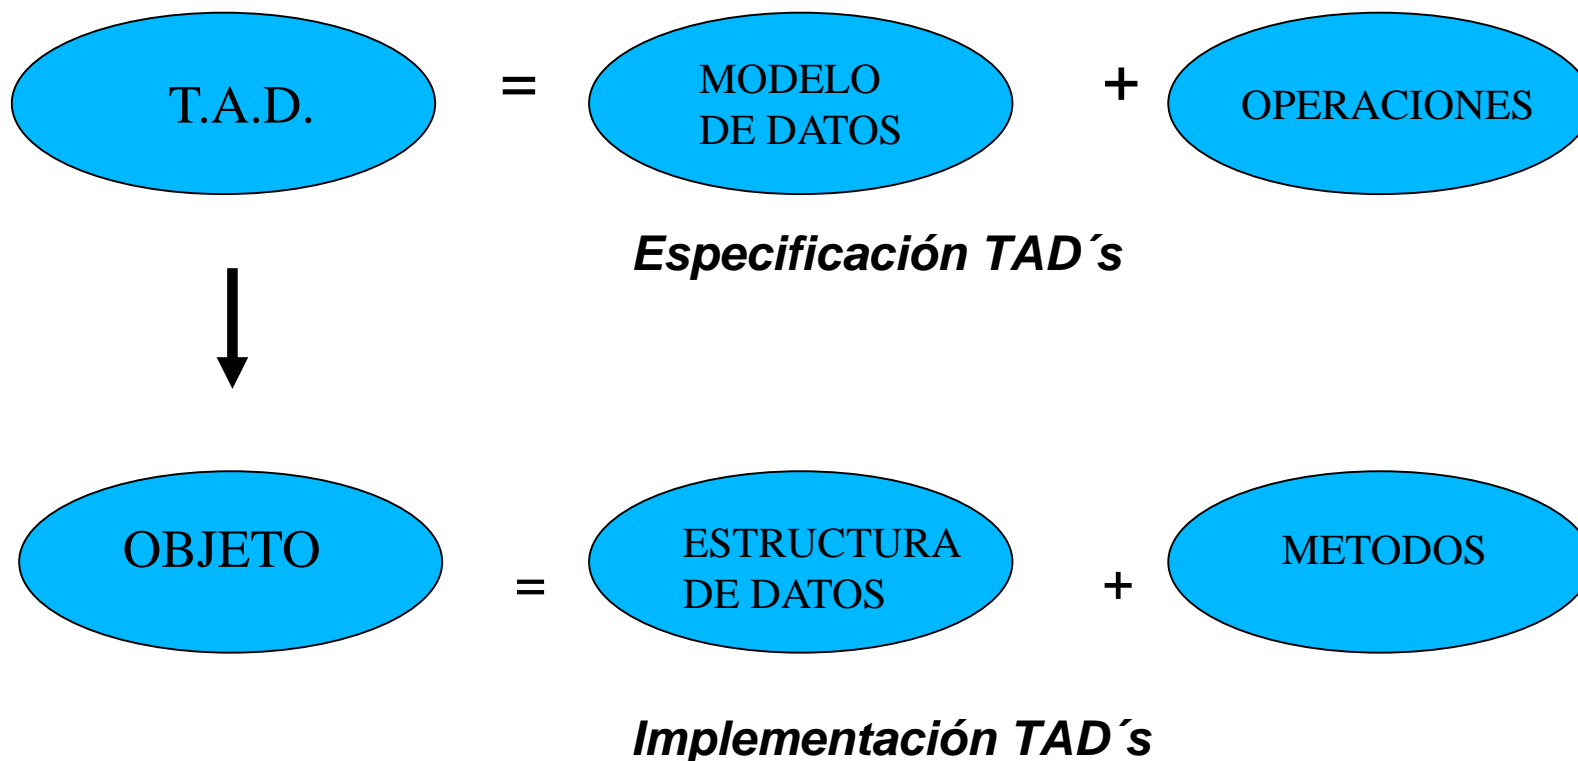 T.A.D. = MODELO + OPERACIONES
DE DATOS
Especificación TAD´s
OBJETO = ESTRUCTURA + METODOS
DE DATOS
Implementación TAD´s